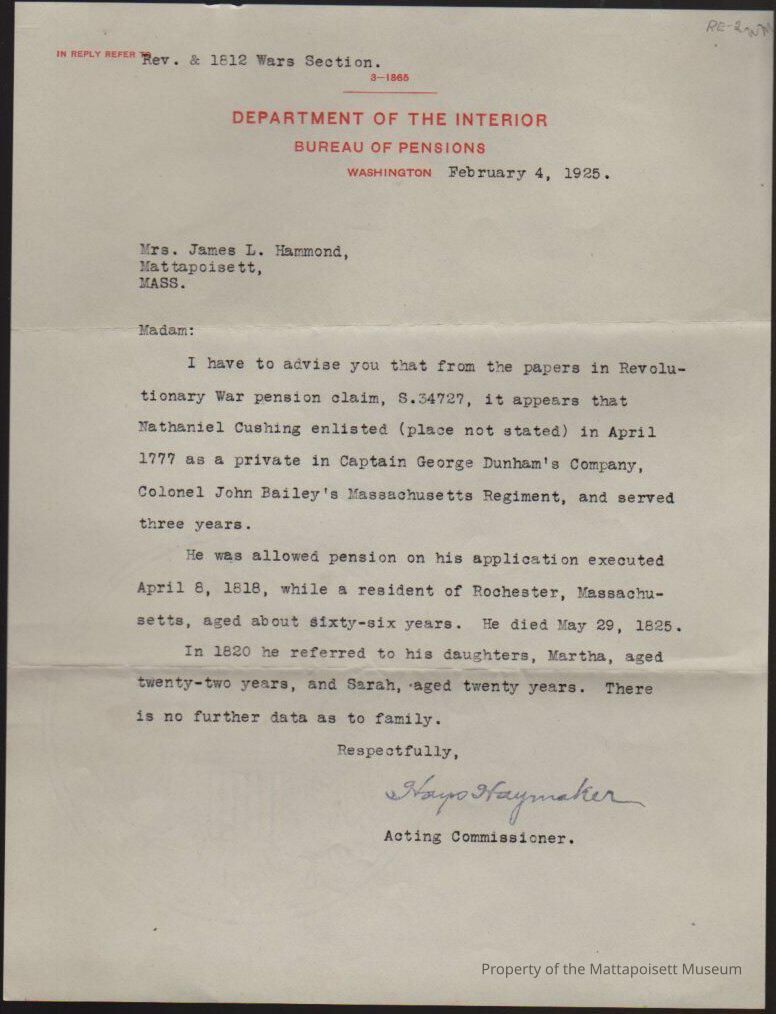 RE-2
IN REPLY REFER TO
Rev. & 1812 Wars Section.
3—1865
DEPARTMENT OF THE INTERIOR
BUREAU OF PENSIONS
WASHINGTON February 4, 1925.
Mrs. James L. Hammond,
Mattapoisett,
MASS.
Madam:
I have to advise you that from the papers in Revolu-
tionary War pension claim, S.34727, it appears that
Nathaniel Cushing enlisted (place not stated) in April
1777 as a private in Captain George Dunham's Company,
Colonel John Bailey's Massachusetts Regiment, and served
three years.
He was allowed pension on his application executed
April 8, 1818, while a resident of Rochester, Massachu-
setts, aged about sixty-six years. He died May 29, 1825.
In 1820 he referred to his daughters, Martha, aged
twenty-two years, and Sarah, aged twenty years. There
is no further data as to family.
Respectfully,
Hays Haymaker
Acting Commissioner.
Property of the Mattapoisett Museum